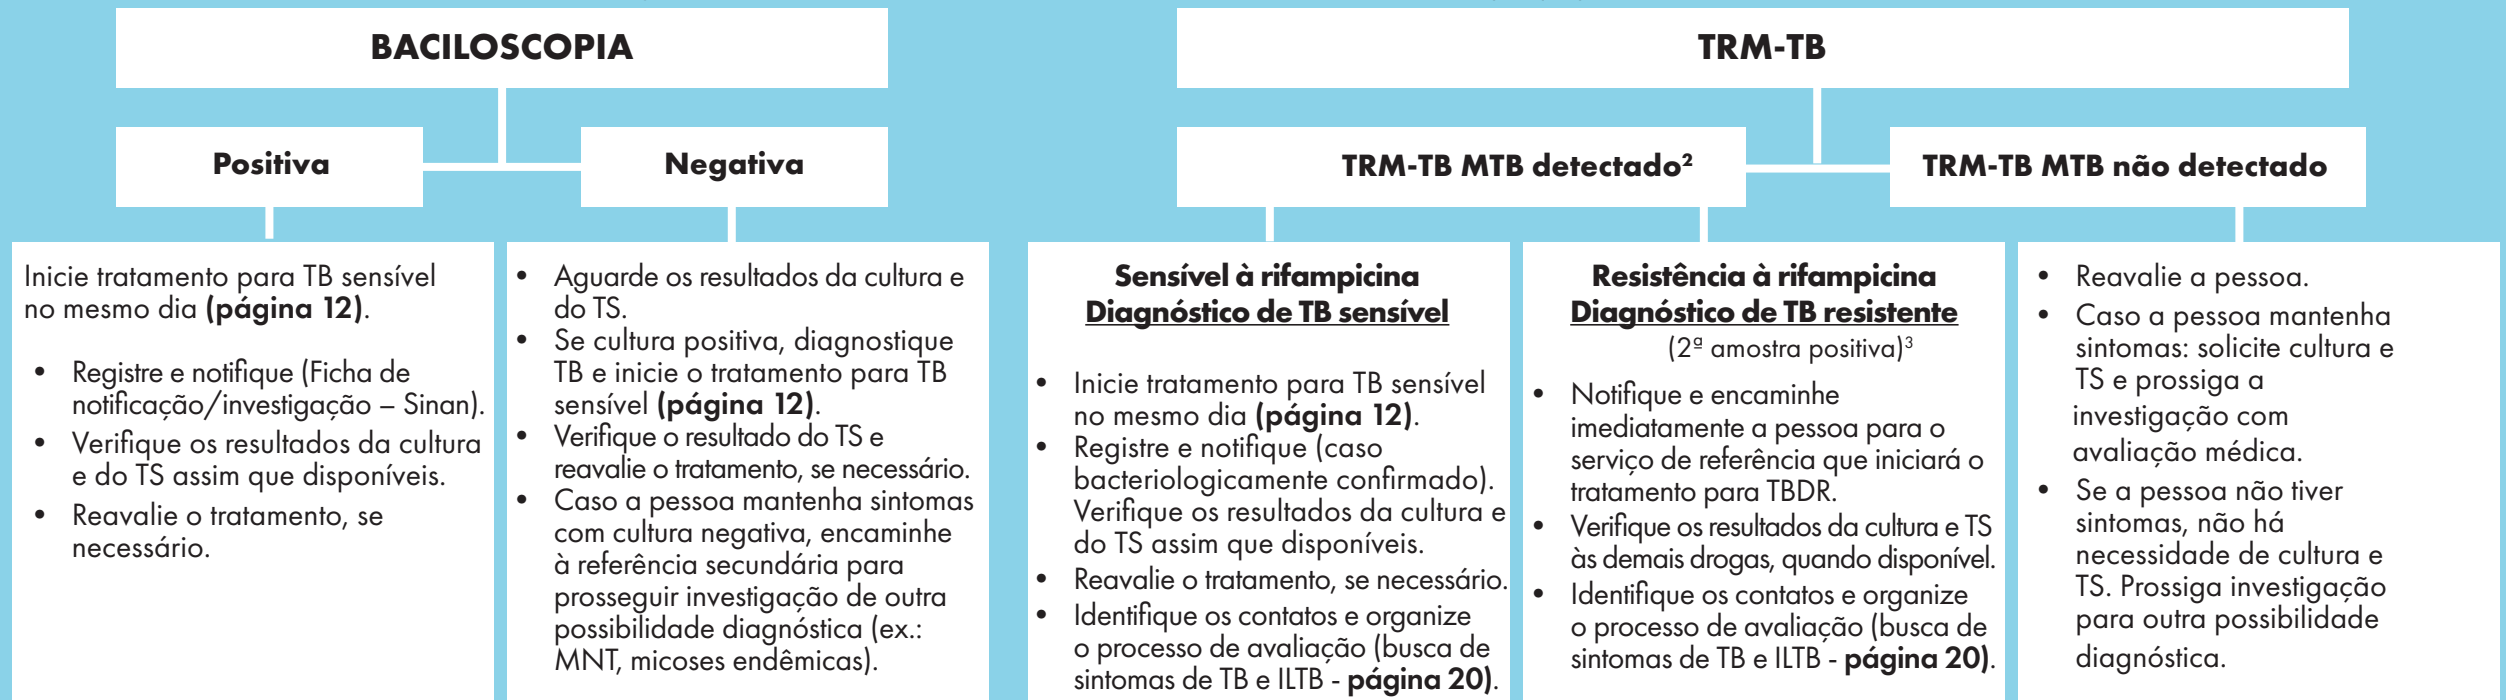 BACILOSCOPIA
Positiva
Negativa
Inicie tratamento para TB sensível
no mesmo dia (página 12).
• Registre e notifique (Ficha de
notificação/investigação – Sinan).
• Verifique os resultados da cultura
e do TS assim que disponíveis.
• Reavalie o tratamento, se
necessário.
• Aguarde os resultados da cultura e
do TS.
• Se cultura positiva, diagnostique
TB e inicie o tratamento para TB
sensível (página 12).
• Verifique o resultado do TS e
reavalie o tratamento, se necessário.
• Caso a pessoa mantenha sintomas
com cultura negativa, encaminhe
à referência secundária para
prosseguir investigação de outra
possibilidade diagnóstica (ex.:
MNT, micoses endêmicas).
TRM-TB
TRM-TB MTB detectado²
TRM-TB MTB não detectado
Sensível à rifampicina
Diagnóstico de TB sensível
• Inicie tratamento para TB sensível
no mesmo dia (página 12).
• Registre e notifique (caso
bacteriologicamente confirmado).
Verifique os resultados da cultura e
do TS assim que disponíveis.
• Reavalie o tratamento, se necessário.
• Identifique os contatos e organize
o processo de avaliação (busca de
sintomas de TB e ILTB - página 20).
Resistência à rifampicina
Diagnóstico de TB resistente
(2ª amostra positiva)³
• Notifique e encaminhe
imediatamente a pessoa para o
serviço de referência que iniciará o
tratamento para TBDR.
• Verifique os resultados da cultura e TS
às demais drogas, quando disponível.
• Identifique os contatos e organize
o processo de avaliação (busca de
sintomas de TB e ILTB - página 20).
• Reavalie a pessoa.
• Caso a pessoa mantenha
sintomas: solicite cultura e
TS e prossiga a
investigação com
avaliação médica.
• Se a pessoa não tiver
sintomas, não há
necessidade de cultura e
TS. Prossiga investigação
para outra possibilidade
diagnóstica.